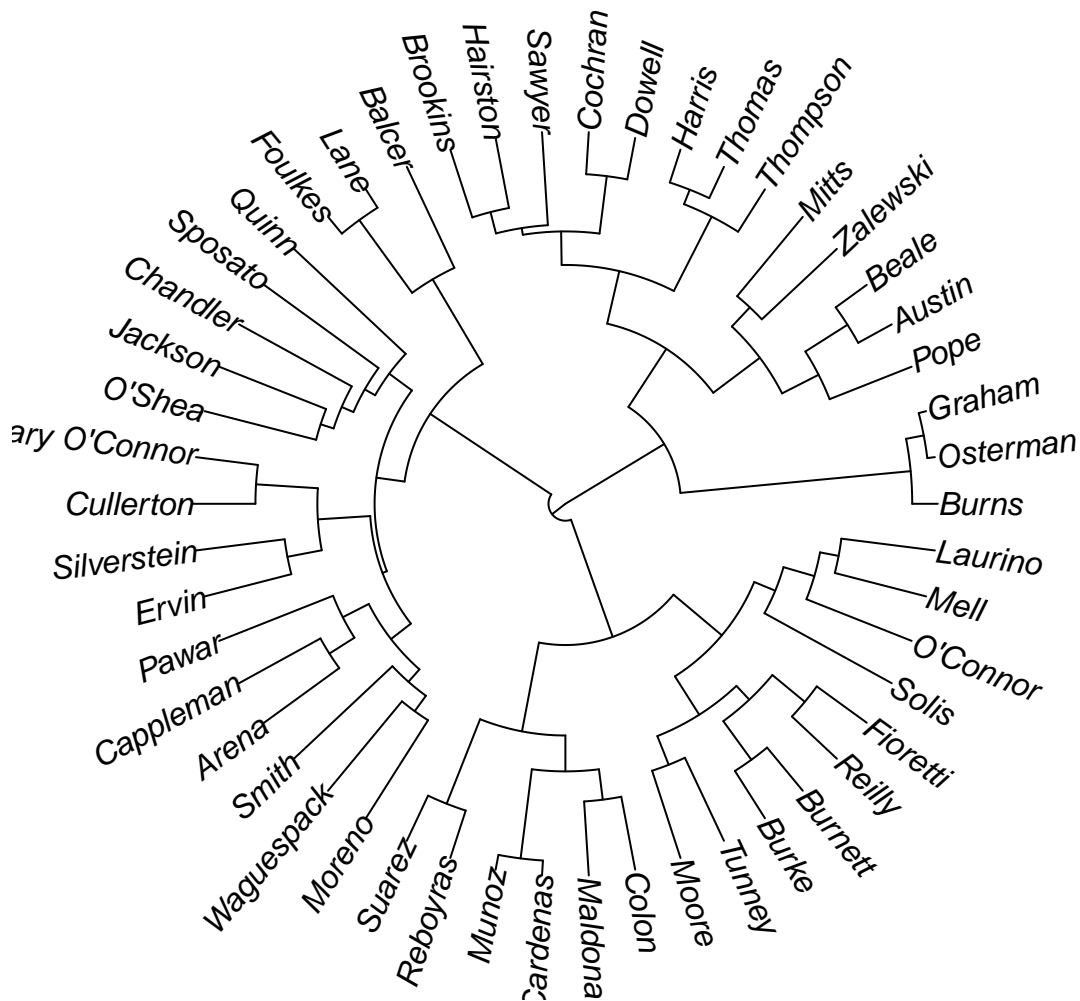 Brookins
Hairston
Sawyer
Cochran
Dowell
Harris
Thomas
Thompson
Mitts
Zalewski
Beale
Austin
Pope
Graham
Osterman
Burns
Laurino
Mell
O'Connor
Solis
Fioretti
Reilly
Burnett
Burke
Tunney
Moore
Colon
Maldona
Cardenas
Munoz
Reboyras
Suarez
Moreno
Waguespack
Smith
Arena
Cappleman
Pawar
Ervin
Silverstein
Cullerton
ary O'Connor
O'Shea
Jackson
Chandler
Sposato
Quinn
Foulkes
Lane
Balcer